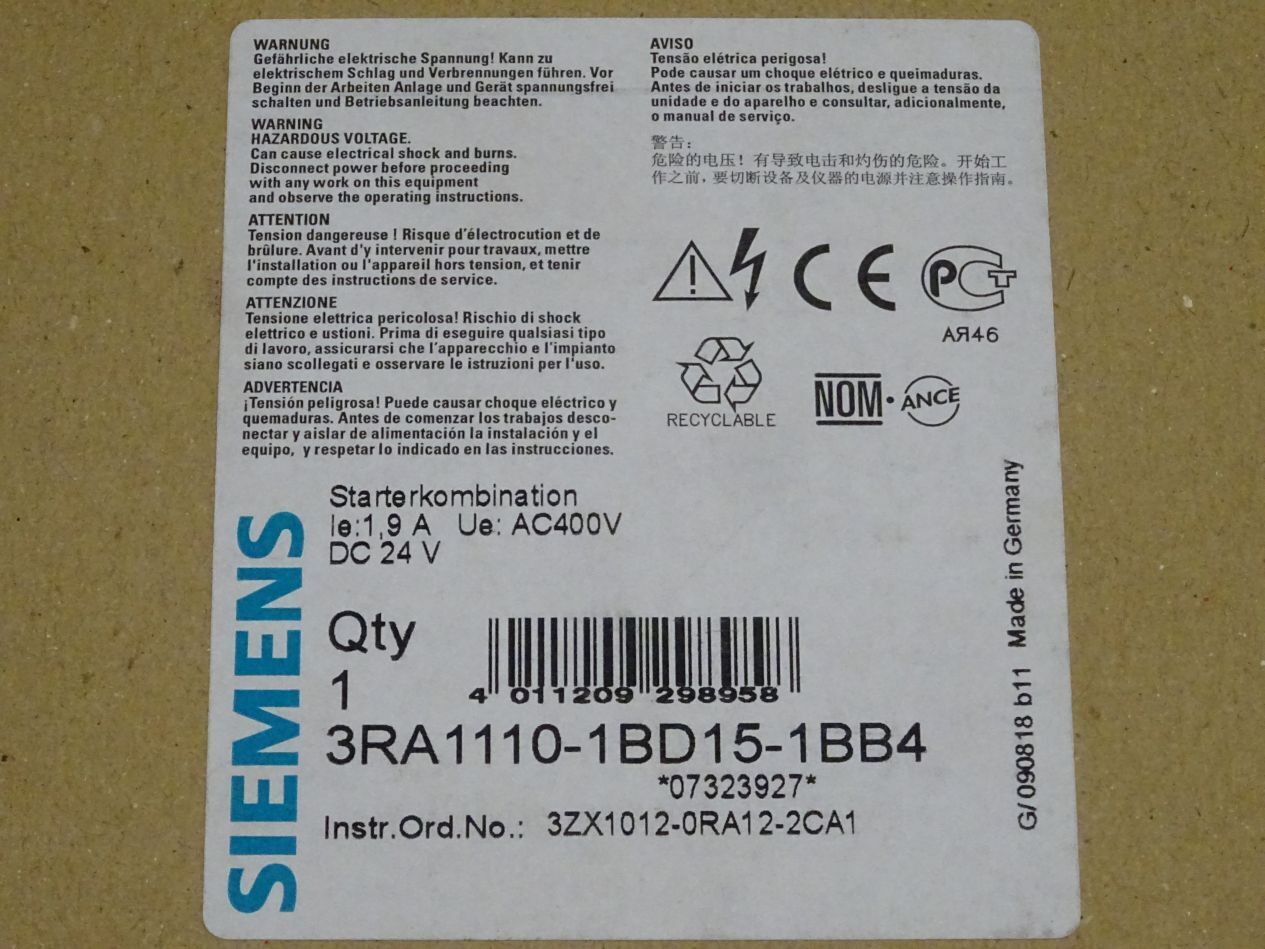 WARNUNG
Gefährliche elektrische Spannung! Kann zu
elektrischem Schlag und Verbrennungen führen. Vor
Beginn der Arbeiten Anlage und Gerät spannungsfrei
schalten und Betriebsanleitung beachten.
WARNING
HAZARDOUS VOLTAGE.
Can cause electrical shock and burns.
Disconnect power before proceeding
with any work on this equipment
and observe the operating instructions.
ATTENTION
Tension dangereuse ! Risque d'électrocution et de
brûlure. Avant d'y intervenir pour travaux, mettre
l'installation ou l'appareil hors tension, et tenir
compte des instructions de service.
ATTENZIONE
Tensione elettrica pericolosa! Rischio di shock
elettrico e ustioni. Prima di eseguire qualsiasi tipo
di lavoro, assicurarsi che l'apparecchio e l'impianto
siano scollegati e osservare le istruzioni per l'uso.
ADVERTENCIA
¡Tensión peligrosa! Puede causar choque eléctrico y
quemaduras. Antes de comenzar los trabajos desco-
nectar y aislar de alimentación la instalación y el
equipo, y respetar lo indicado en las instrucciones.
AVISO
Tensão elétrica perigosa!
Pode causar um choque elétrico e queimaduras.
Antes de iniciar os trabalhos, desligue a tensão da
unidade e do aparelho e consultar, adicionalmente,
o manual de serviço.
警告:
危险的电压! 有导致电击和灼伤的危险。开始工
作之前, 要切断设备及仪器的电源并注意操作指南。
CE
PCT
АЯ46
RECYCLABLE
NOM · ANCE
SIEMENS
Starterkombination
Ie:1,9 A Ue: AC400V
DC 24 V
Qty
1
4 011209 298958
3RA1110-1BD15-1BB4
*07323927*
Instr.Ord.No.: 3ZX1012-0RA12-2CA1
G/090818 b11 Made in Germany